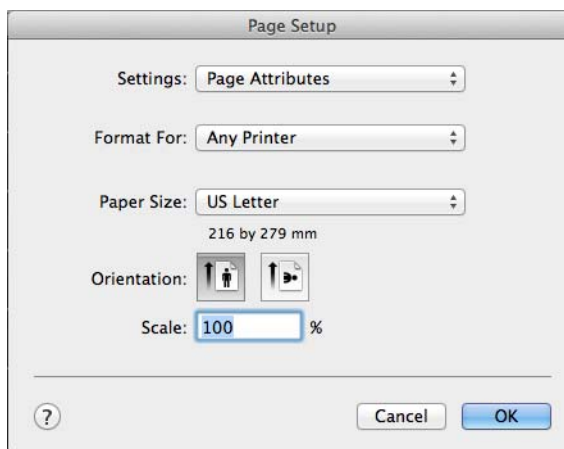 Page Setup
Settings: Page Attributes
Format For: Any Printer
Paper Size: US Letter
216 by 279 mm
Orientation:
Scale: 100 %
? Cancel OK